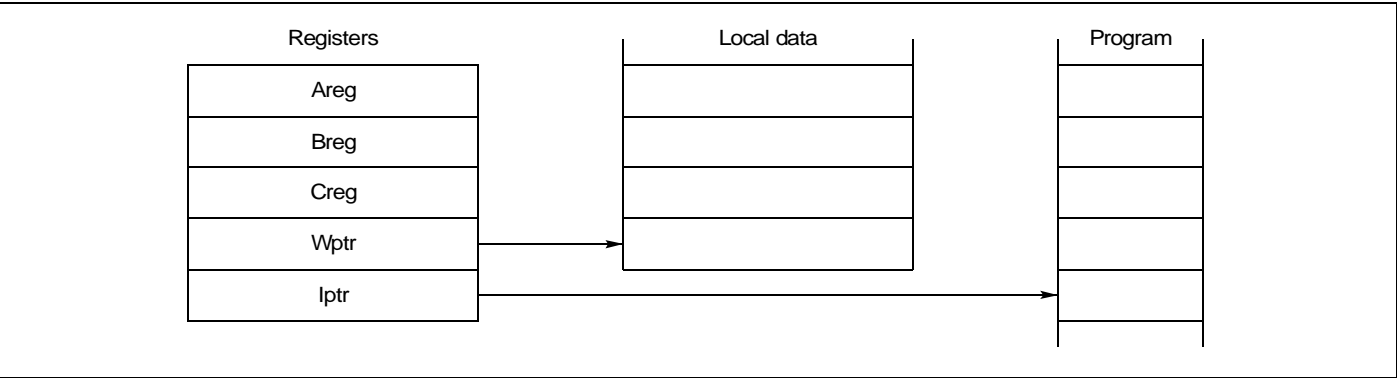 Registers
Local data
Program
Areg
Breg
Creg
Wptr
Iptr